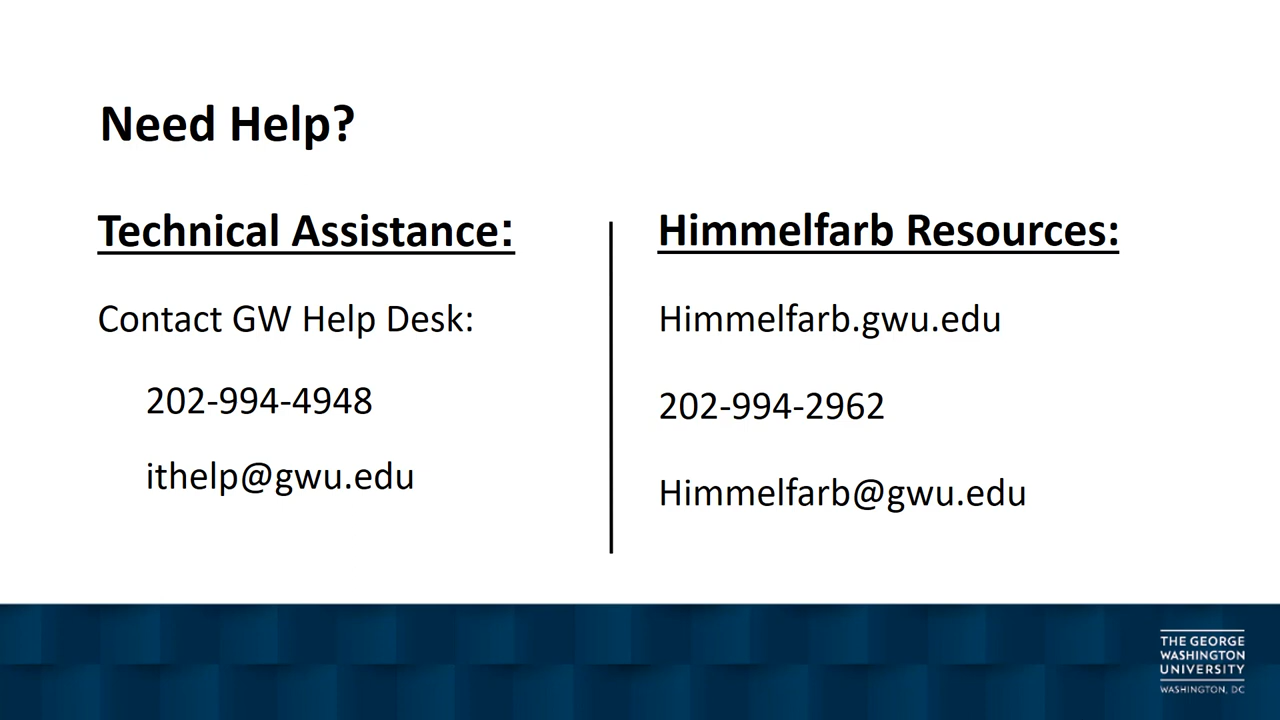 Need Help?
Technical Assistance:
Contact GW Help Desk:
202-994-4948
ithelp@gwu.edu
Himmelfarb Resources:
Himmelfarb.gwu.edu
202-994-2962
Himmelfarb@gwu.edu
THE GEORGE
WASHINGTON
UNIVERSITY
WASHINGTON, DC